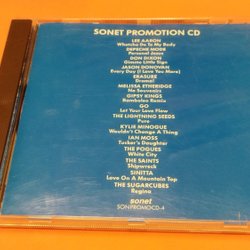 SONET PROMOTION CD
LEE AARON
Whatcha Do To My Body
DEPECHE MODE
Personal Jesus
DON DIXON
Gimme Little Sign
JASON DONOVAN
Every Day (I Love You More)
ERASURE
Drama!
MELISSA ETHERIDGE
No Souvenirs
GIPSY KINGS
Bamboleo Remix
GO
Let Your Love Flow
THE LIGHTNING SEEDS
Pure
KYLIE MINOGUE
Wouldn't Change A Thing
IAN MOSS
Tucker's Daughter
THE POGUES
White City
THE SAINTS
Shipwreck
SINITTA
Love On A Mountain Top
THE SUGARCUBES
Regina
sonet
SONPROMOCD-4